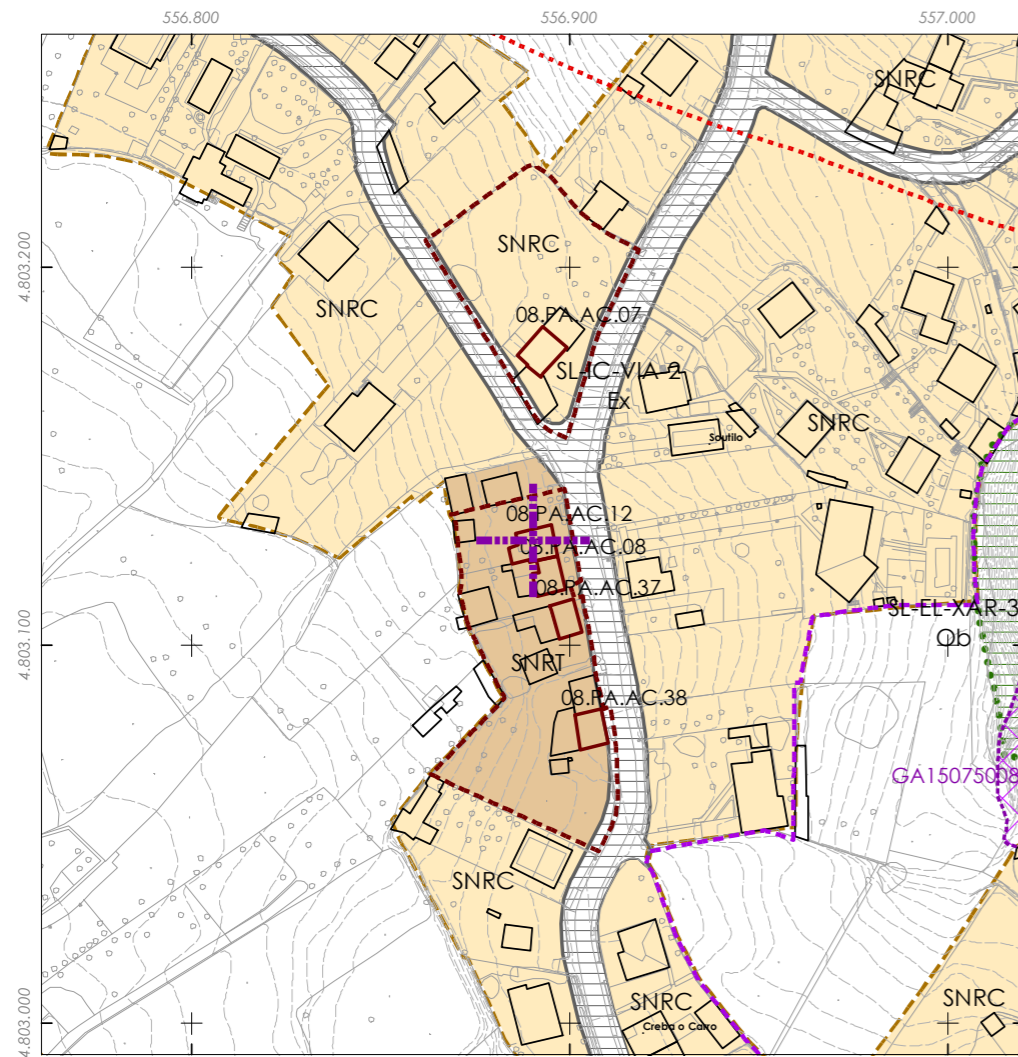 556.800
556.900
557.000
SNRC
4.803.200
SNRC
SNRC
08.PA.AC.07
SL-IC-VIA-2
Ex
SNRC
Soutilo
08.PA.AC.12
08.PA.AC.08
08.PA.AC.37
SL-EL-XAR-3
Ob
4.803.100
SNRT
08.PA.AC.38
GA15075008
SNRC
SNRC
SNRC
Creba o Carro
4.803.000